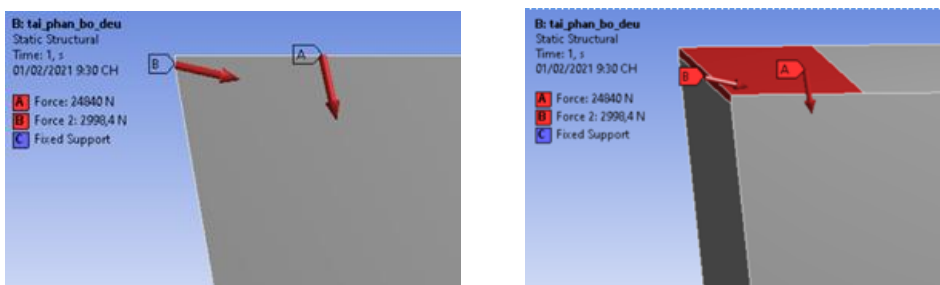 B: tai_phan_bo_deu
Static Structural
Time: 1, s
01/02/2021 9:30 CH
A Force: 24840 N
B Force 2: 2998,4 N
C Fixed Support
B
A
B: tai_phan_bo_deu
Static Structural
Time: 1, s
01/02/2021 9:30 CH
A Force: 24840 N
B Force 2: 2998,4 N
C Fixed Support
B
A